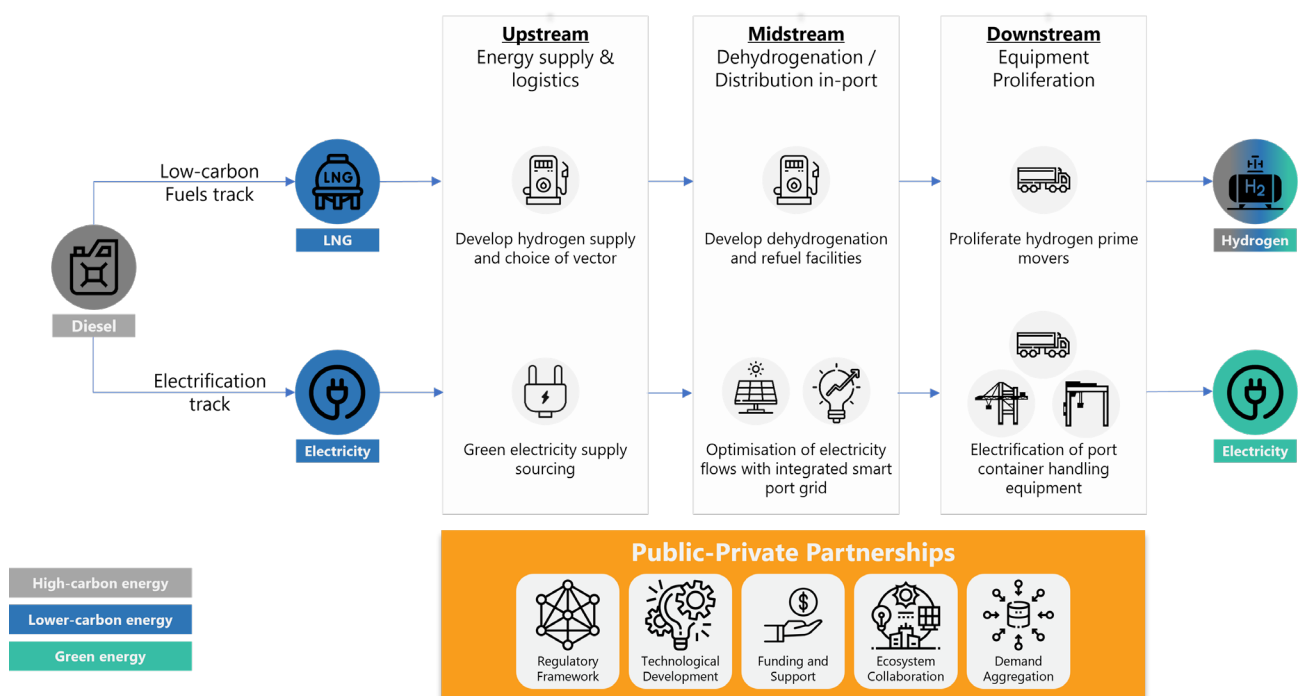 Upstream
Energy supply &
logistics
Midstream
Dehydrogenation /
Distribution in-port
Downstream
Equipment
Proliferation
Low-carbon
Fuels track
LNG
LNG
Develop hydrogen supply
and choice of vector
Develop dehydrogenation
and refuel facilities
Proliferate hydrogen prime
movers
H2
Hydrogen
Diesel
Electrification
track
Electricity
Green electricity supply
sourcing
Optimisation of electricity
flows with integrated smart
port grid
Electrification of port
container handling
equipment
Electricity
Public-Private Partnerships
$
Regulatory
Framework
Technological
Development
Funding and
Support
Ecosystem
Collaboration
Demand
Aggregation
High-carbon energy
Lower-carbon energy
Green energy